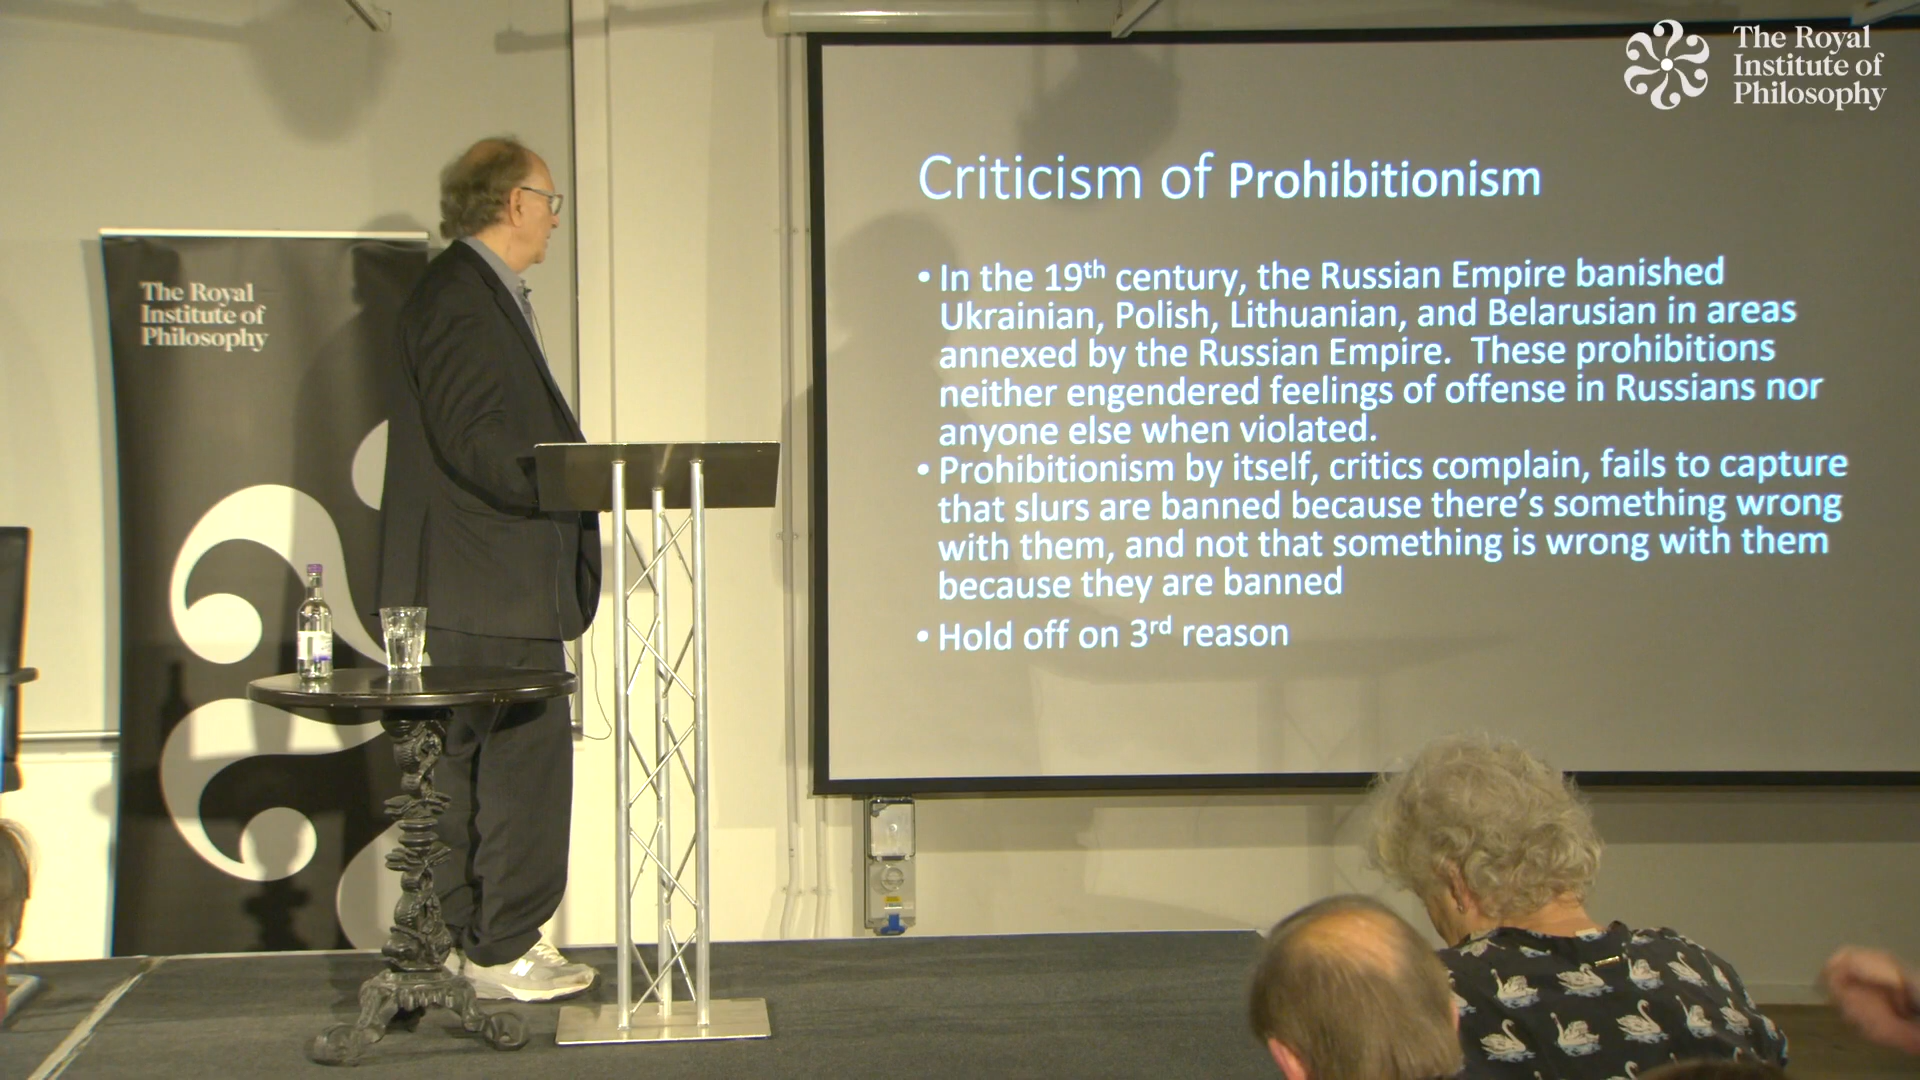 The Royal
Institute of
Philosophy
The Royal
Institute of
Philosophy
Criticism of Prohibitionism
• In the 19th century, the Russian Empire banished
Ukrainian, Polish, Lithuanian, and Belarusian in areas
annexed by the Russian Empire.  These prohibitions
neither engendered feelings of offense in Russians nor
anyone else when violated.
• Prohibitionism by itself, critics complain, fails to capture
that slurs are banned because there's something wrong
with them, and not that something is wrong with them
because they are banned
• Hold off on 3rd reason